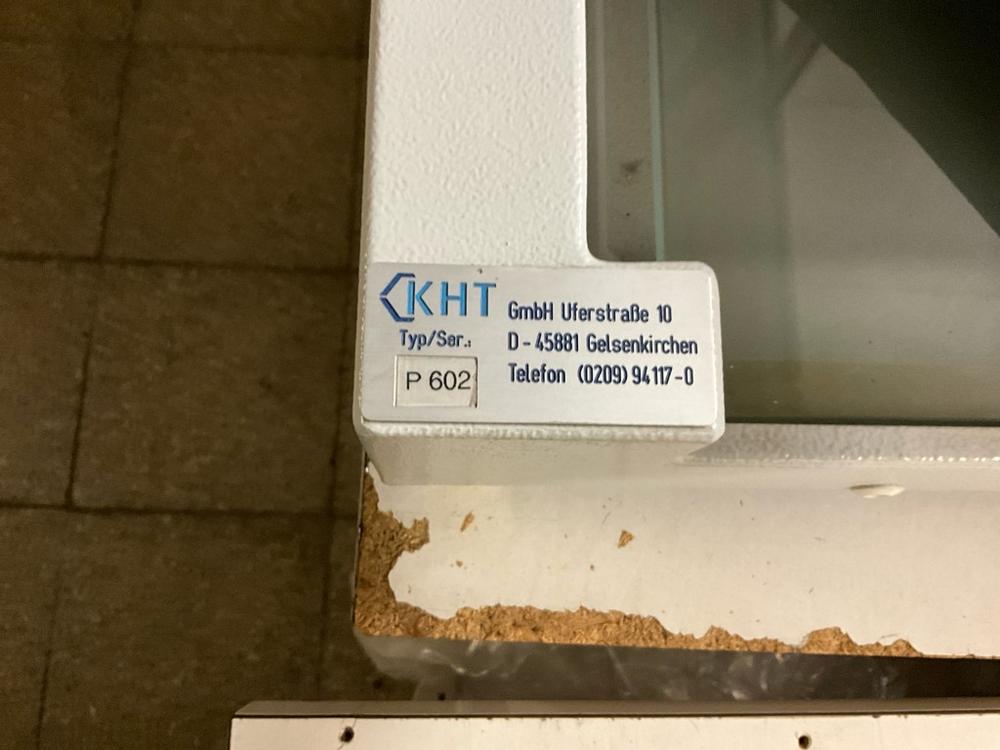 KHT GmbH Uferstraße 10
Typ/Ser.: D - 45881 Gelsenkirchen
P 602 Telefon (0209) 94117-0